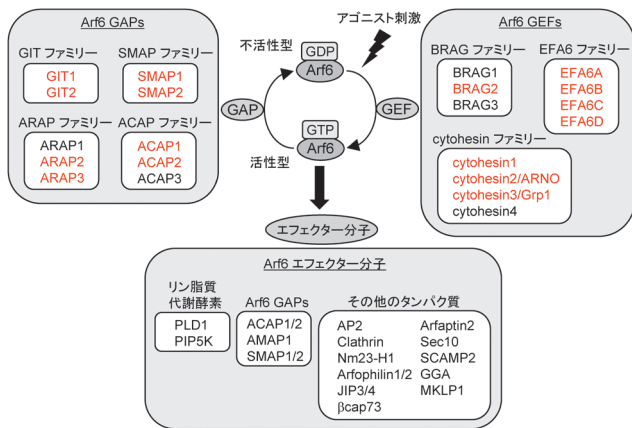 Arf6 GAPs
GIT ファミリー
GIT1
GIT2
SMAP ファミリー
SMAP1
SMAP2
ARAP ファミリー
ARAP1
ARAP2
ARAP3
ACAP ファミリー
ACAP1
ACAP2
ACAP3
アゴニスト刺激
不活性型
GDP
Arf6
GAP
GEF
GTP
Arf6
活性型
エフェクター分子
Arf6 GEFs
BRAG ファミリー
BRAG1
BRAG2
BRAG3
EFA6 ファミリー
EFA6A
EFA6B
EFA6C
EFA6D
cytohesin ファミリー
cytohesin1
cytohesin2/ARNO
cytohesin3/Grp1
cytohesin4
Arf6 エフェクター分子
リン脂質
代謝酵素
PLD1
PIP5K
Arf6 GAPs
ACAP1/2
AMAP1
SMAP1/2
その他のタンパク質
AP2
Clathrin
Nm23-H1
Arfophilin1/2
JIP3/4
βcap73
Arfaptin2
Sec10
SCAMP2
GGA
MKLP1